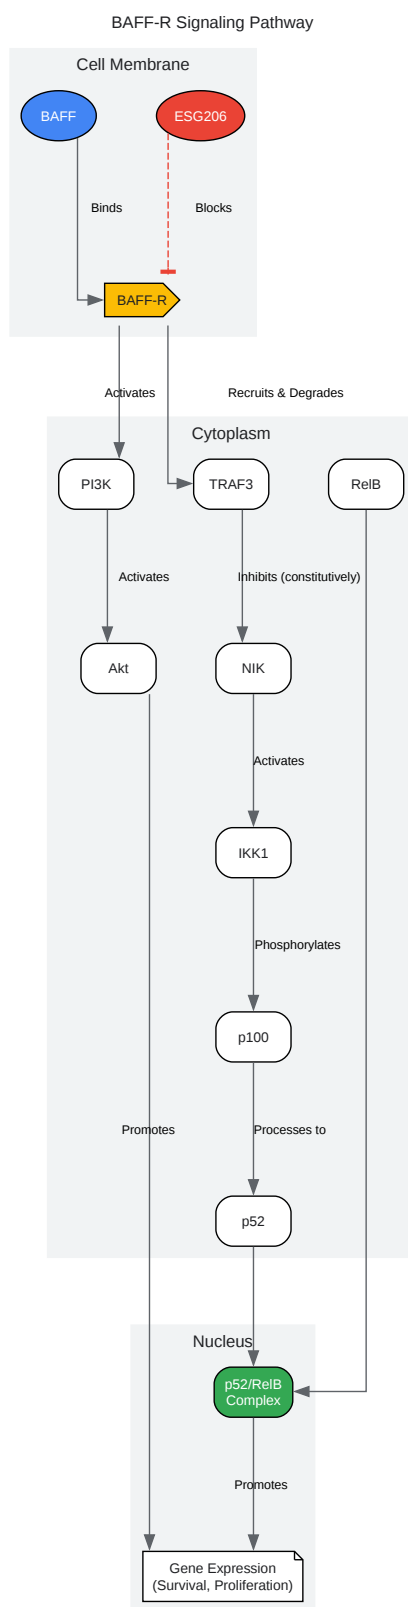 BAFF-R Signaling Pathway
Cell Membrane
BAFF
ESG206
Binds
Blocks
BAFF-R
Activates
Recruits & Degrades
Cytoplasm
PI3K
TRAF3
RelB
Activates
Inhibits (constitutively)
Akt
NIK
Activates
IKK1
Phosphorylates
p100
Promotes
Processes to
p52
Nucleus
p52/RelB
Complex
Promotes
Gene Expression
(Survival, Proliferation)